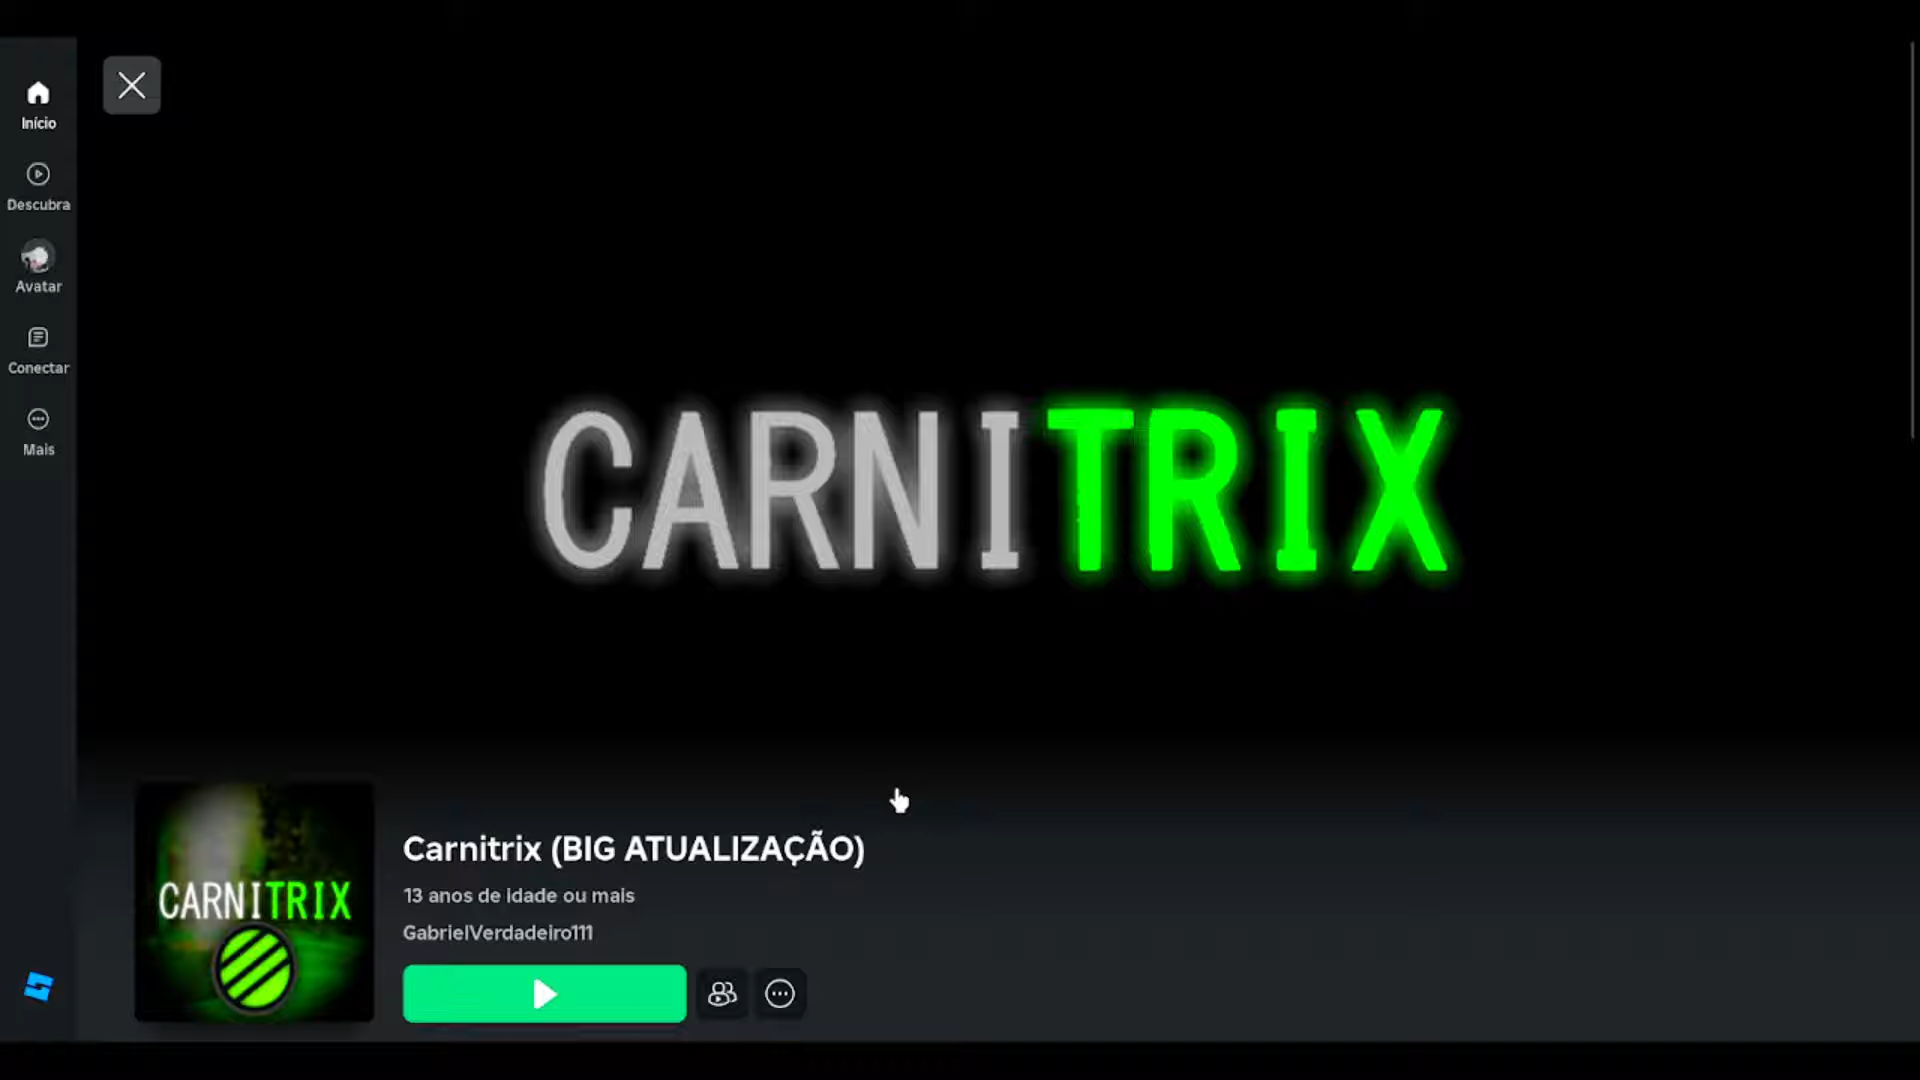 Início
Descubra
Avatar
Conectar
Mais
CARNITRIX
CARNITRIX
Carnitrix (BIG ATUALIZAÇÃO)
13 anos de idade ou mais
GabrielVerdadeiro111